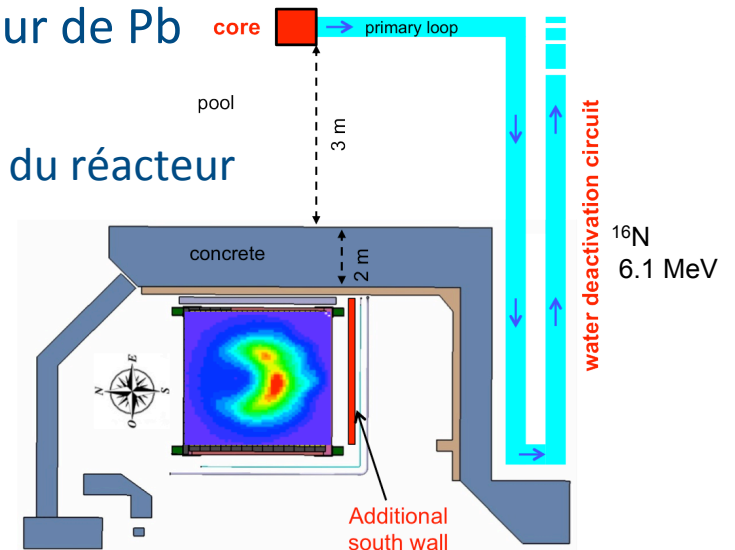 ur de Pb
core
primary loop
pool
3 m
du réacteur
water deactivation circuit
16N
6.1 MeV
concrete
2 m
E
N
S
O
Additional
south wall